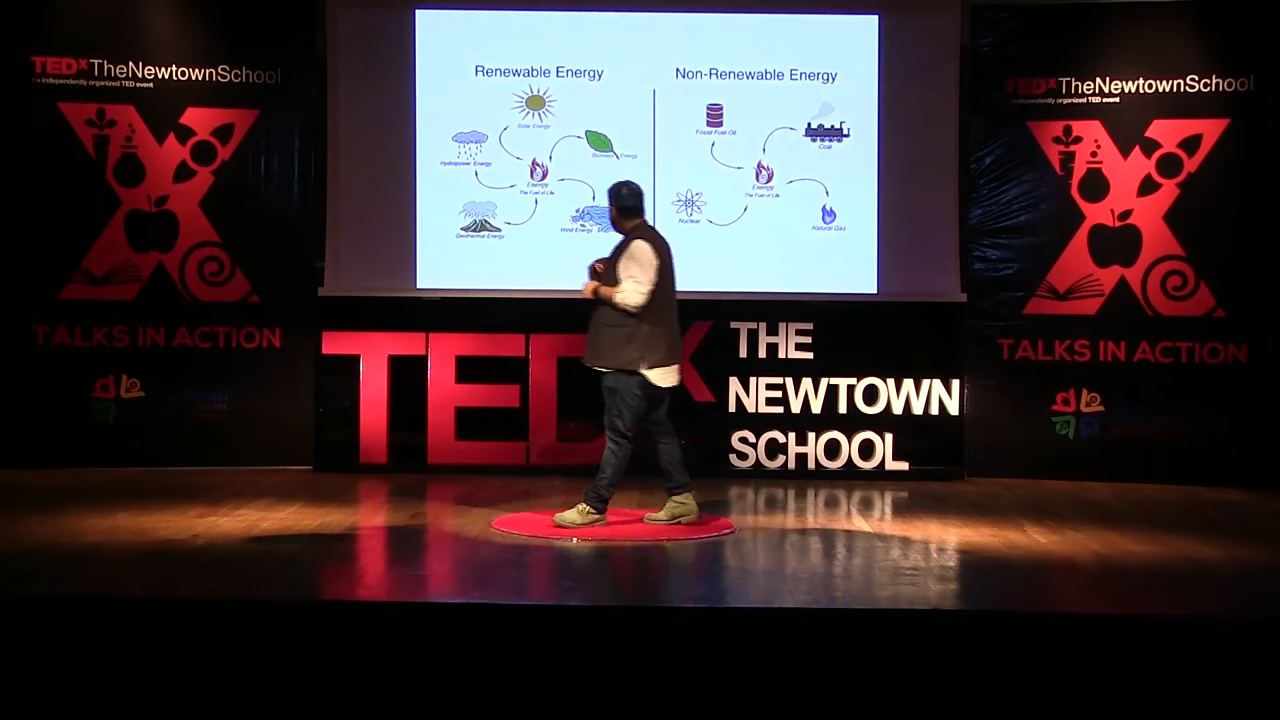 TEDxTheNewtownSchool
x = independently organized TED event
TALKS IN ACTION
Renewable Energy
Solar Energy
Hydropower Energy
Biomass Energy
Energy
The Fuel of Life
Geothermal Energy
Wind Energy
Non-Renewable Energy
Fossil Fuel Oil
Coal
Energy
The Fuel of Life
Nuclear
Natural Gas
TEDx
THE
NEWTOWN
SCHOOL
TEDxTheNewtownSchool
independently organized TED event
TALKS IN ACTION